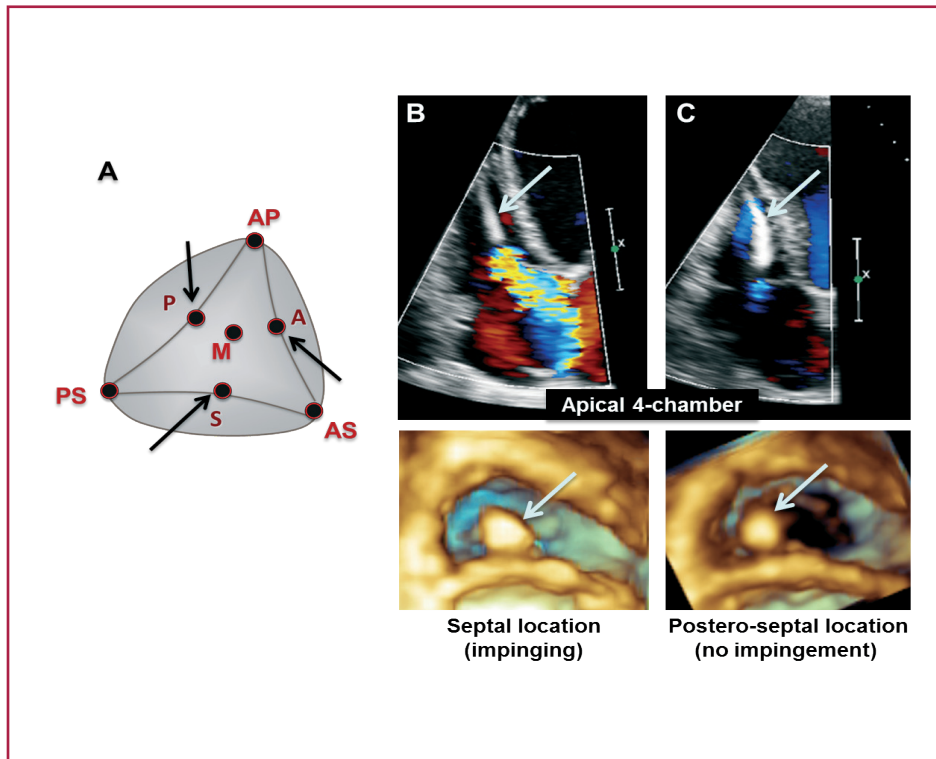 A
AP
P
A
M
PS
S
AS
B
x
C
x
Apical 4-chamber
Septal location
(impinging)
Postero-septal location
(no impingement)